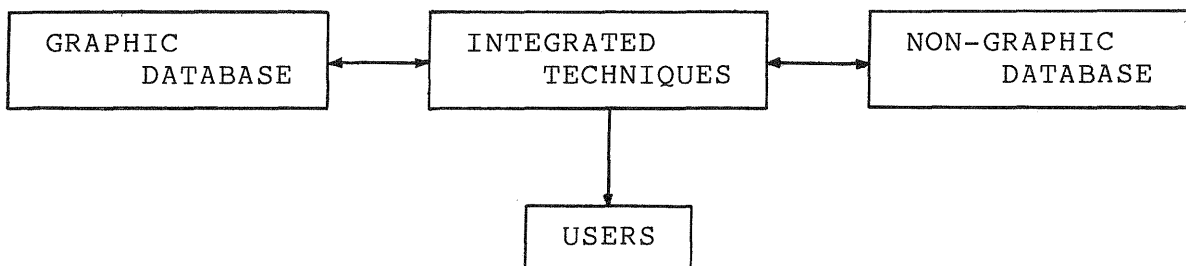 GRAPHIC
DATABASE
INTEGRATED
TECHNIQUES
NON-GRAPHIC
DATABASE
USERS